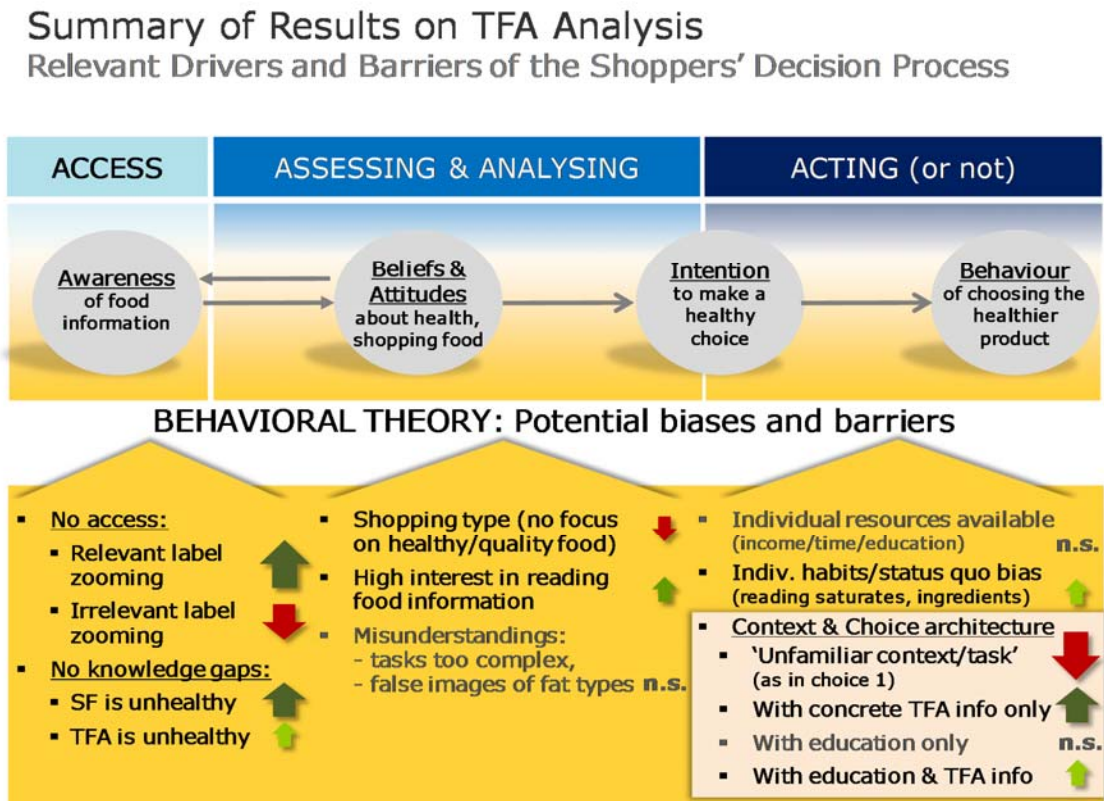 Summary of Results on TFA Analysis
Relevant Drivers and Barriers of the Shoppers' Decision Process
ACCESS
ASSESSING & ANALYSING
ACTING (or not)
Awareness
of food
information
Beliefs &
Attitudes
about health,
shopping food
Intention
to make a
healthy
choice
Behaviour
of choosing the
healthier
product
BEHAVIORAL THEORY: Potential biases and barriers
▪ No access:
▪ Relevant label
zooming
▪ Irrelevant label
zooming
▪ No knowledge gaps:
▪ SF is unhealthy
▪ TFA is unhealthy
▪ Shopping type (no focus
on healthy/quality food)
▪ High interest in reading
food information
▪ Misunderstandings:
- tasks too complex,
- false images of fat types n.s.
▪ Individual resources available
(income/time/education) n.s.
▪ Indiv. habits/status quo bias
(reading saturates, ingredients)
▪ Context & Choice architecture
▪ 'Unfamiliar context/task'
(as in choice 1)
▪ With concrete TFA info only
▪ With education only n.s.
▪ With education & TFA info